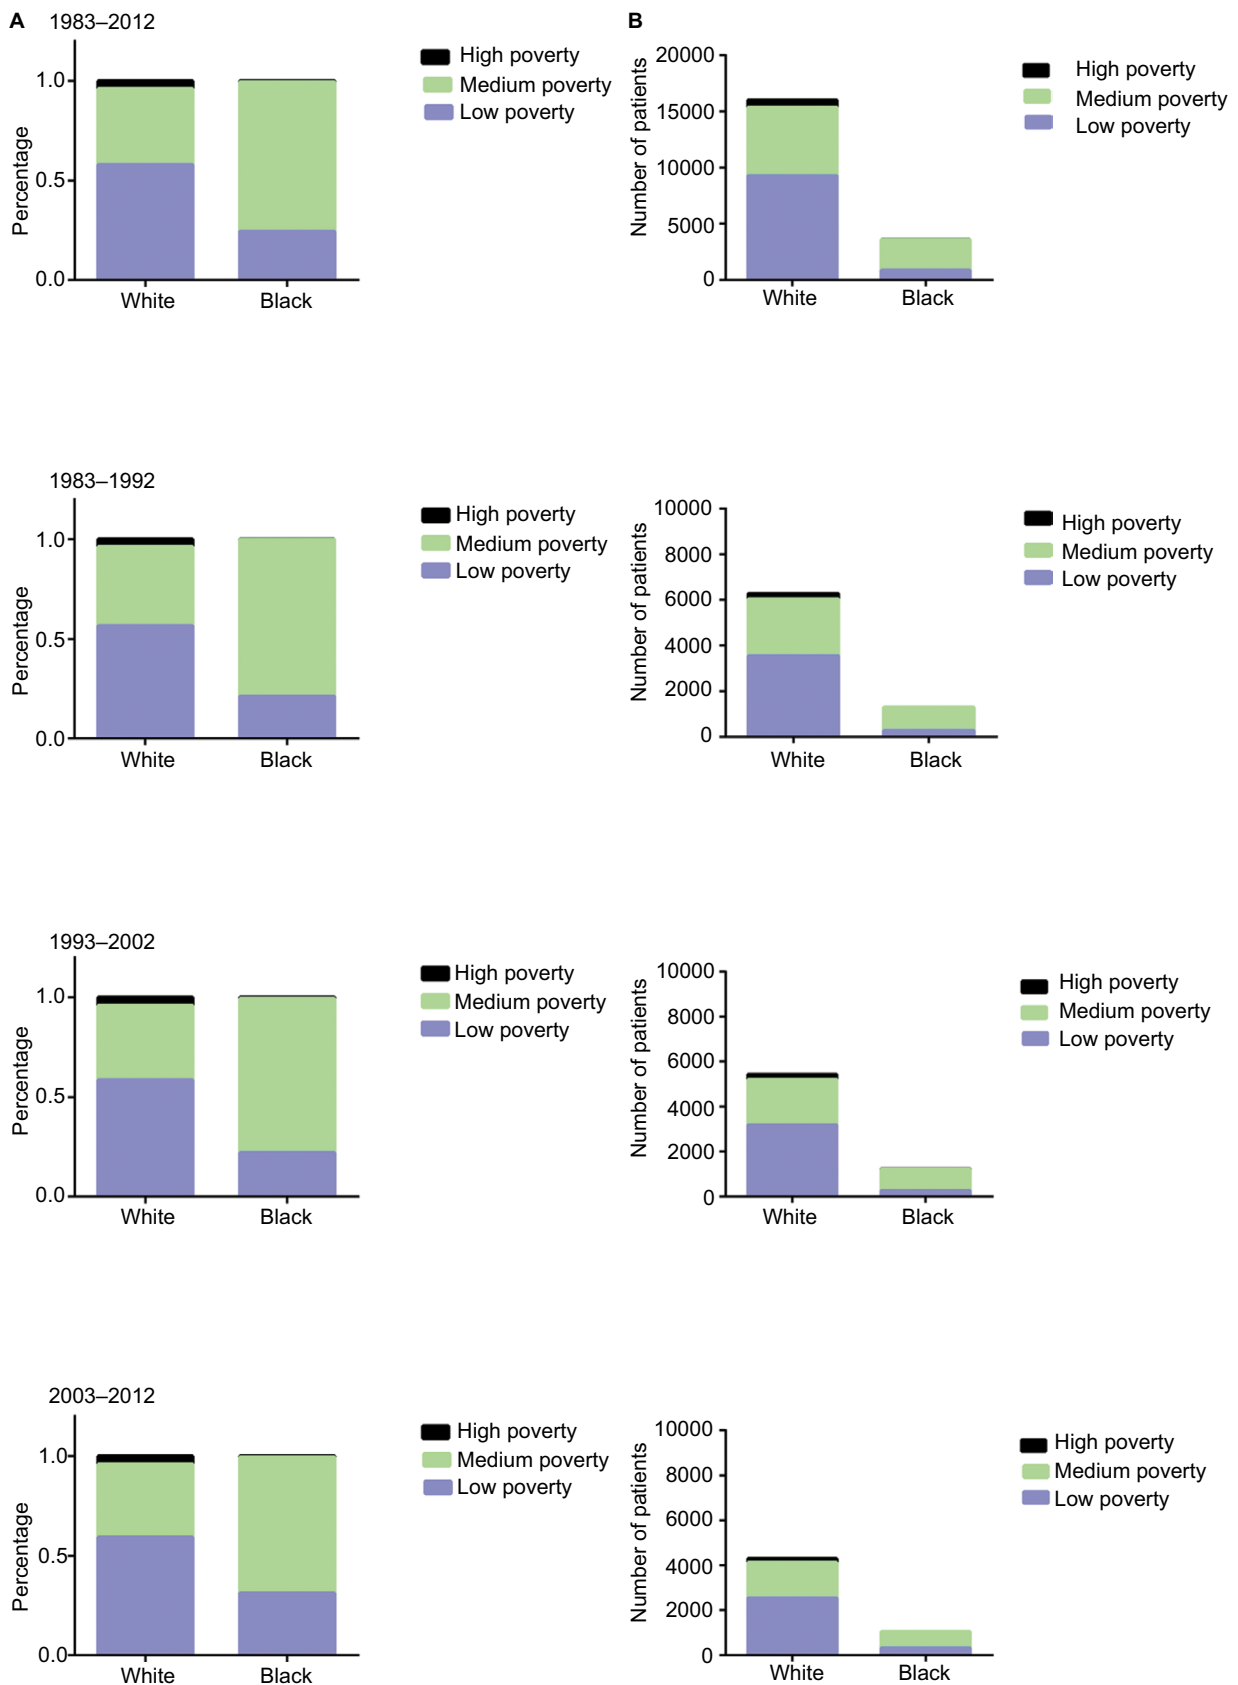 A
1983–2012
Percentage
1.0
0.5
0.0
White
Black
High poverty
Medium poverty
Low poverty
B
Number of patients
20000
15000
10000
5000
0
White
Black
High poverty
Medium poverty
Low poverty
1983–1992
Percentage
1.0
0.5
0.0
White
Black
High poverty
Medium poverty
Low poverty
Number of patients
10000
8000
6000
4000
2000
0
White
Black
High poverty
Medium poverty
Low poverty
1993–2002
Percentage
1.0
0.5
0.0
White
Black
High poverty
Medium poverty
Low poverty
Number of patients
10000
8000
6000
4000
2000
0
White
Black
High poverty
Medium poverty
Low poverty
2003–2012
Percentage
1.0
0.5
0.0
White
Black
High poverty
Medium poverty
Low poverty
Number of patients
10000
8000
6000
4000
2000
0
White
Black
High poverty
Medium poverty
Low poverty